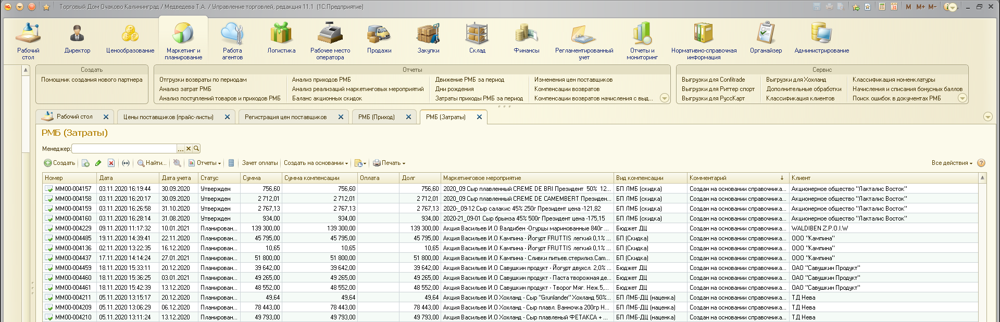 Торговый Дом Очаково Калининград / Медведева Т.А. / Управление торговлей, редакция 11.1 (1С:Предприятие)
M M+ M-
Рабочий стол
Директор
Ценообразование
Маркетинг и планирование
Работа агентов
Логистика
Рабочее место оператора
Продажи
Закупки
Склад
Финансы
Регламентированный учет
Отчеты и мониторинг
Нормативно-справочная информация
Органайзер
Администрирование
Создать
Помощник создания нового партнера
Отчеты
Отгрузки возвраты по периодам
Анализ затрат РМБ
Анализ поступлений товаров и приходов РМБ
Анализ приходов РМБ
Анализ реализаций маркетинговых мероприятий
Баланс акционных скидок
Движение РМБ за период
Дни рождения
Затраты приходы РМБ за период
Изменения цен поставщиков
Компенсации возвратов
Компенсации возвратов начисления с выд...
Сервис
Выгрузки для Confitrade
Выгрузки для Риттер спорт
Выгрузки для РуссКарт
Выгрузки для Хохланд
Дополнительные обработки
Классификация клиентов
Классификация номенклатуры
Начисления и списания бонусных баллов
Поиск ошибок в документах РМБ
Рабочий стол
Цены поставщиков (прайс-листы)
Регистрация цен поставщиков
РМБ (Приход)
РМБ (Затраты)
РМБ (Затраты)
Менеджер:
Создать Найти... Отчеты Зачет оплаты Создать на основании Печать Все действия
Номер Дата Дата учета Статус Сумма Сумма компенсации Оплата Долг Маркетинговое мероприятие Вид компенсации Комментарий Клиент
ММ00-004157 03.11.2020 16:19:44 30.09.2020 Утвержден 756,60 756,60 756,60 2020_09 Сыр плавленный CREME DE BRI Президент 50% 12... БП ЛМБ (скидка) Создан на основании справочника... Акционерное общество "Лакталис Восток"
ММ00-004158 03.11.2020 16:20:17 30.09.2020 Утвержден 2 712,01 2 712,01 2 712,01 2020_09 Сыр плавленный CREME DE CAMEMBERT Президен... БП ЛМБ (скидка) Создан на основании справочника... Акционерное общество "Лакталис Восток"
ММ00-004159 03.11.2020 16:26:58 31.10.2020 Утвержден 2 767,13 2 767,13 2 767,13 2020-_09-12 Сыр салакис 45% 250г Президент цена -121,82 БП ЛМБ (скидка) Создан на основании справочника... Акционерное общество "Лакталис Восток"
ММ00-004160 03.11.2020 16:28:14 31.08.2020 Утвержден 934,00 934,00 934,00 2020-21_09-01 Сыр брынза 45% 500г Президент цена -175,15 БП ЛМБ (скидка) Создан на основании справочника... Акционерное общество "Лакталис Восток"
ММ00-004229 09.11.2020 11:17:32 10.01.2021 Планирован... 139 300,00 139 300,00 139 300,00 Акция Васильев И.О Валдибен -Огурцы маринованные 840г ... Бюджет ДЦ Создан на основании справочника... WALDIBEN Z.P.O.I.W
ММ00-004485 19.11.2020 14:39:41 22.11.2020 Планирован... 45 795,00 45 795,00 45 795,00 Акция Васильев И.О Кампина - Йогурт FRUTTIS легкий 0,1% ... БП (Скидка) Создан на основании справочника... ООО "Кампина"
ММ00-004136 02.11.2020 13:22:35 16.12.2020 Планирован... 10,65 10,65 10,65 Акция Васильев И.О Кампина - Йогурт FRUTTIS легкий 0,1% ... БП (Скидка) Создан на основании справочника... ООО "Кампина"
ММ00-004437 17.11.2020 14:14:24 27.01.2021 Планирован... 51 800,00 51 800,00 51 800,00 Акция Васильев И.О Кампина - Сливки питьев.стерилиз.Cam... БП (Скидка) Создан на основании справочника... ООО "Кампина"
ММ00-004459 18.11.2020 15:33:11 20.12.2020 Планирован... 39 642,00 39 642,00 39 642,00 Акция Васильев И.О Савушкин продукт - Йогурт двухсл. 2,0% ... Бюджет ДЦ Создан на основании справочника... ОАО "Савушкин Продукт"
ММ00-004460 18.11.2020 15:36:25 03.01.2021 Планирован... 49 265,00 49 265,00 49 265,00 Акция Васильев И.О Савушкин продукт - Паста творожная де... Бюджет ДЦ Создан на основании справочника... ОАО "Савушкин Продукт"
ММ00-004461 18.11.2020 15:42:39 13.12.2020 Планирован... 48 552,00 48 552,00 48 552,00 Акция Васильев И.О Савушкин продукт - Творог Мяг. Неж.5,... Бюджет ДЦ Создан на основании справочника... ОАО "Савушкин Продукт"
ММ00-004211 05.11.2020 13:15:17 20.12.2020 Планирован... 49,64 49,64 49,64 Акция Васильев И.О Хохланд - Сыр "Grunlander" Хохланд 50%... БП ЛМБ-ДЦ (наценка) Создан на основании справочника... ТД Нева
ММ00-004209 05.11.2020 13:06:29 06.12.2020 Планирован... 78 443,00 78 443,00 78 443,00 Акция Васильев И.О Хохланд - Сыр плавл. Ванночка 200гр Н... БП ЛМБ-ДЦ (наценка) Создан на основании справочника... ТД Нева
ММ00-004210 05.11.2020 13:11:24 13.12.2020 Планирован... 49 793,00 49 793,00 49 793,00 Акция Васильев И.О Хохланд - Сыр плавленый ФЕТАКСА + ... БП ЛМБ-ДЦ (наценка) Создан на основании справочника... ТД Нева